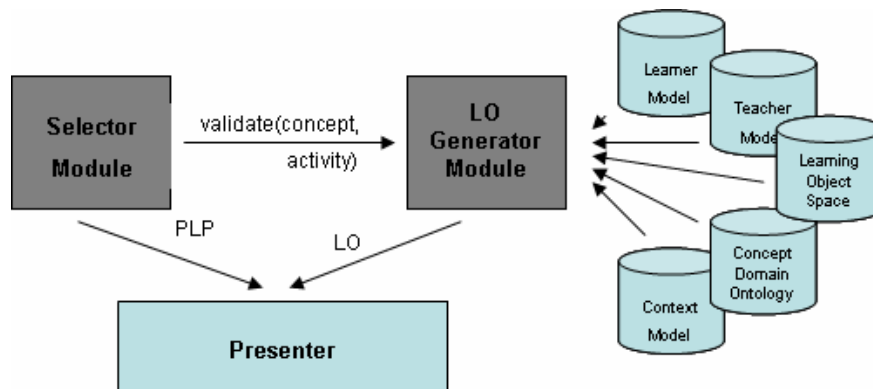 Selector
Module
validate(concept,
activity)
LO
Generator
Module
Learner
Model
Teacher
Model
Learning
Object
Space
Concept
Domain
Ontology
Context
Model
PLP
LO
Presenter